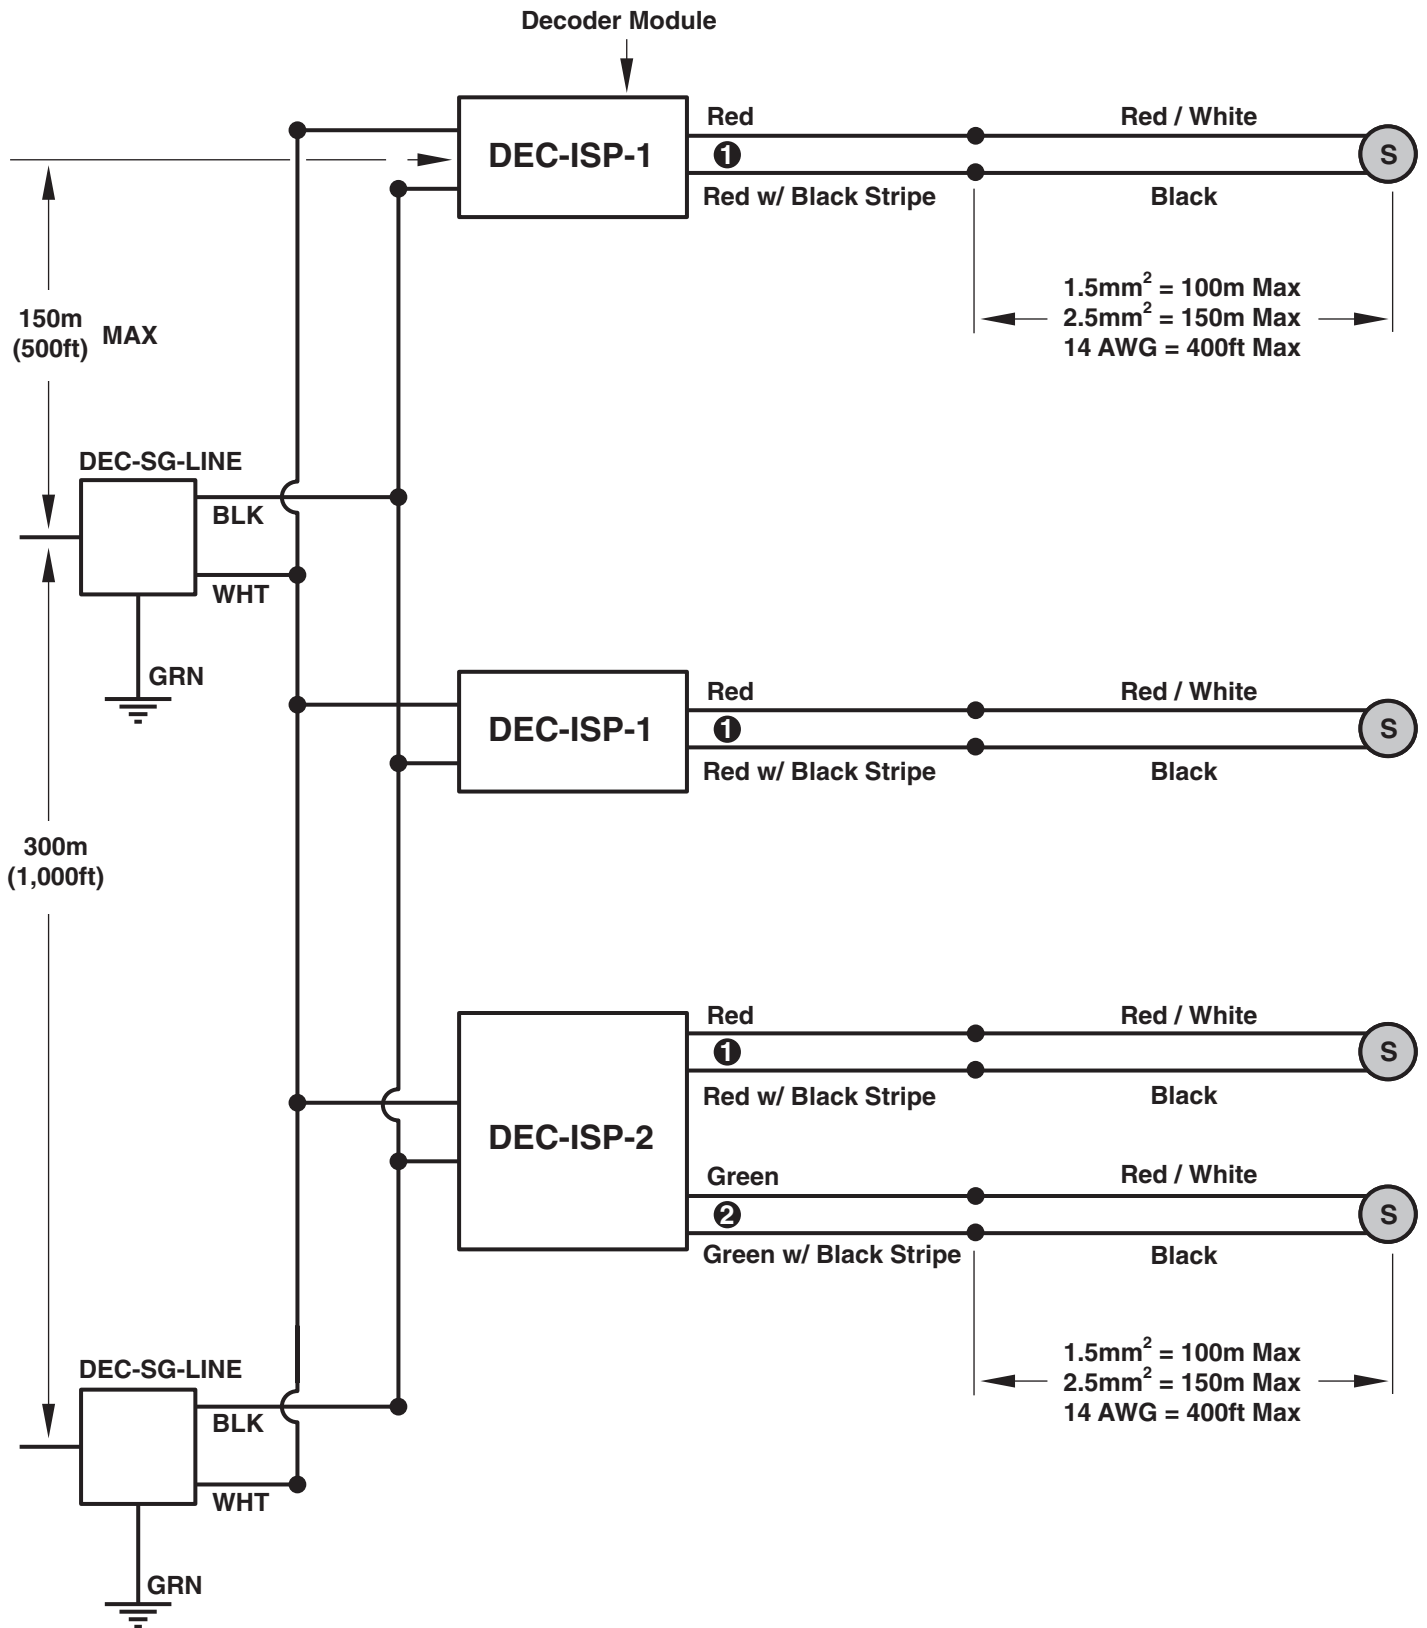 Decoder Module
DEC-ISP-1
Red
1
Red w/ Black Stripe
Red / White
Black
S
1.5mm² = 100m Max
2.5mm² = 150m Max
14 AWG = 400ft Max
150m
(500ft)
MAX
DEC-SG-LINE
BLK
WHT
GRN
DEC-ISP-1
Red
1
Red w/ Black Stripe
Red / White
Black
S
300m
(1,000ft)
DEC-ISP-2
Red
1
Red w/ Black Stripe
Red / White
Black
S
Green
2
Green w/ Black Stripe
Red / White
Black
S
1.5mm² = 100m Max
2.5mm² = 150m Max
14 AWG = 400ft Max
DEC-SG-LINE
BLK
WHT
GRN